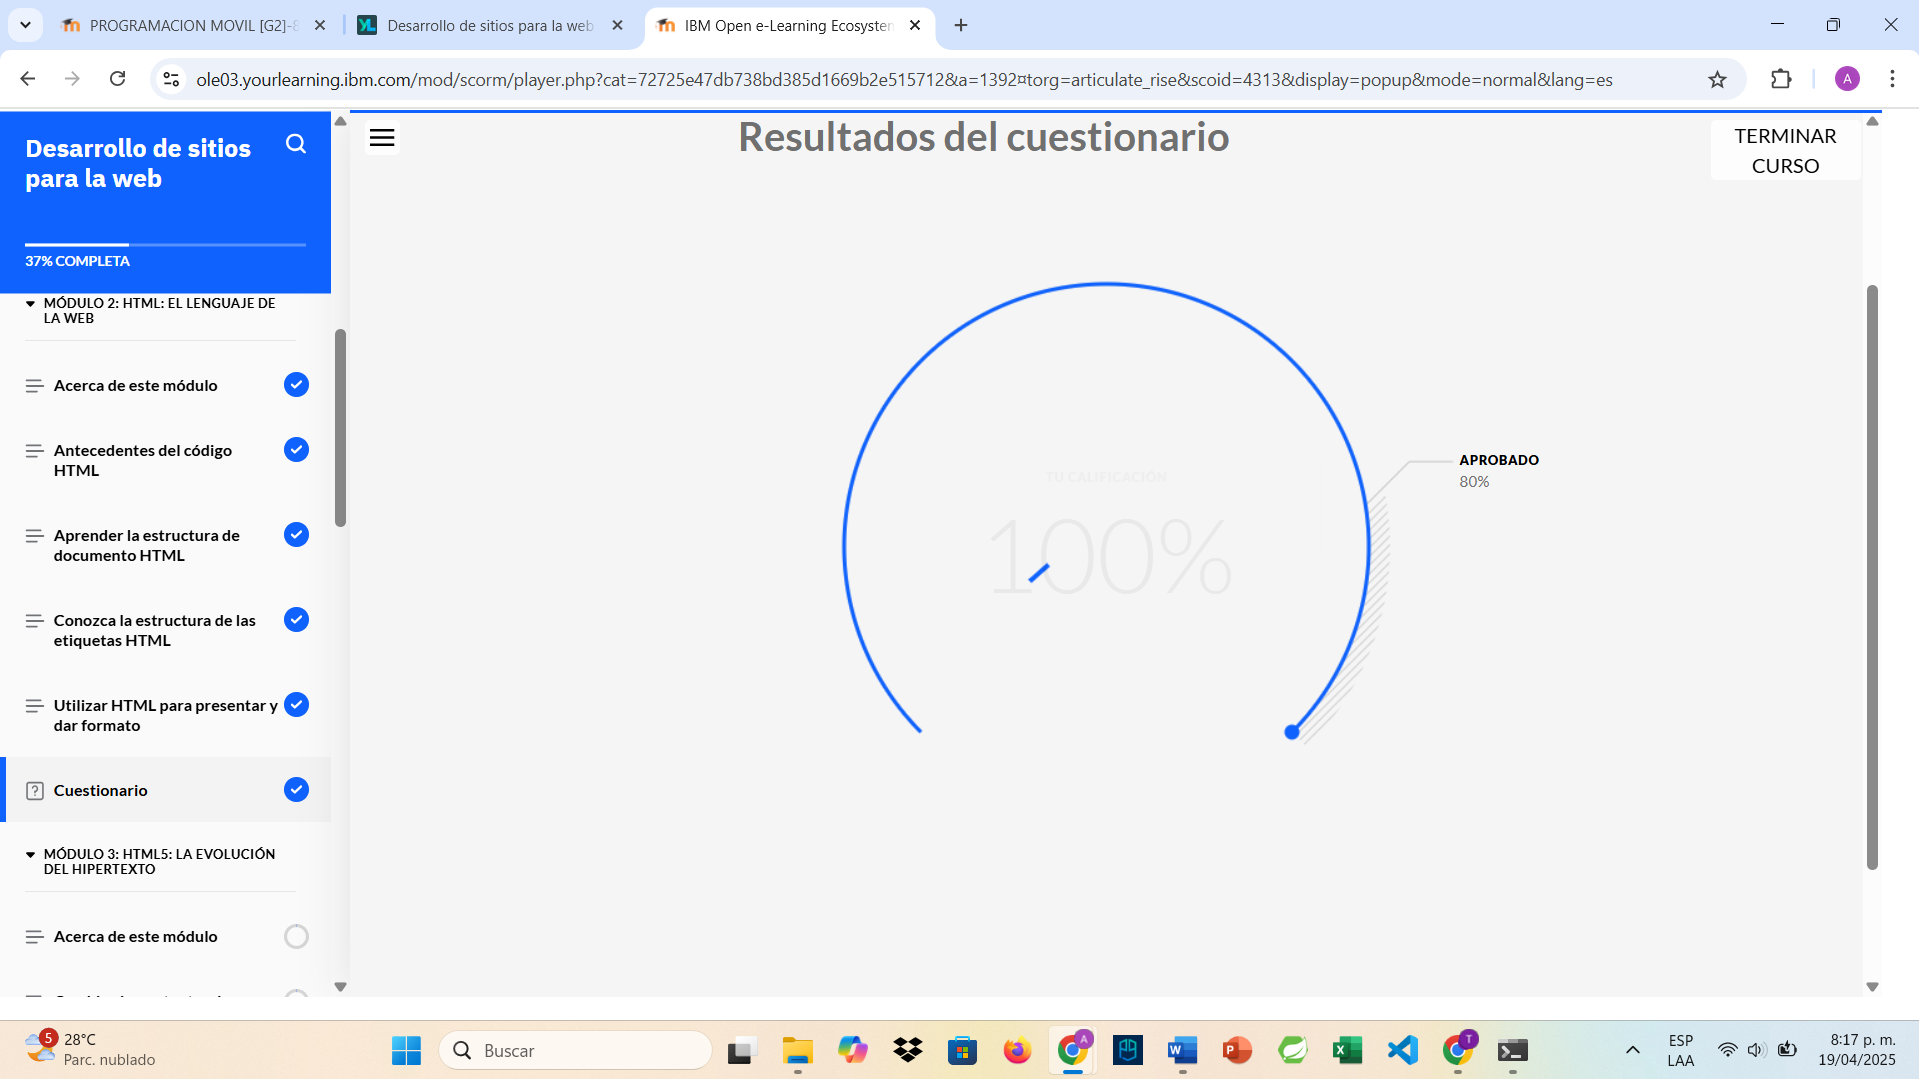 PROGRAMACION MOVIL [G2]-8
Desarrollo de sitios para la web
IBM Open e-Learning Ecosystem
ole03.yourlearning.ibm.com/mod/scorm/player.php?cat=72725e47db738bd385d1669b2e515712&a=1392¤torg=articulate_rise&scoid=4313&display=popup&mode=normal&lang=es
A
Desarrollo de sitios
para la web
37% COMPLETA
MÓDULO 2: HTML: EL LENGUAJE DE
LA WEB
Acerca de este módulo
Antecedentes del código
HTML
Aprender la estructura de
documento HTML
Conozca la estructura de las
etiquetas HTML
Utilizar HTML para presentar y
dar formato
Cuestionario
MÓDULO 3: HTML5: LA EVOLUCIÓN
DEL HIPERTEXTO
Acerca de este módulo
Resultados del cuestionario
TERMINAR
CURSO
TU CALIFICACIÓN
100%
APROBADO
80%
5
28°C
Parc. nublado
Buscar
A
T
ESP
LAA
8:17 p. m.
19/04/2025